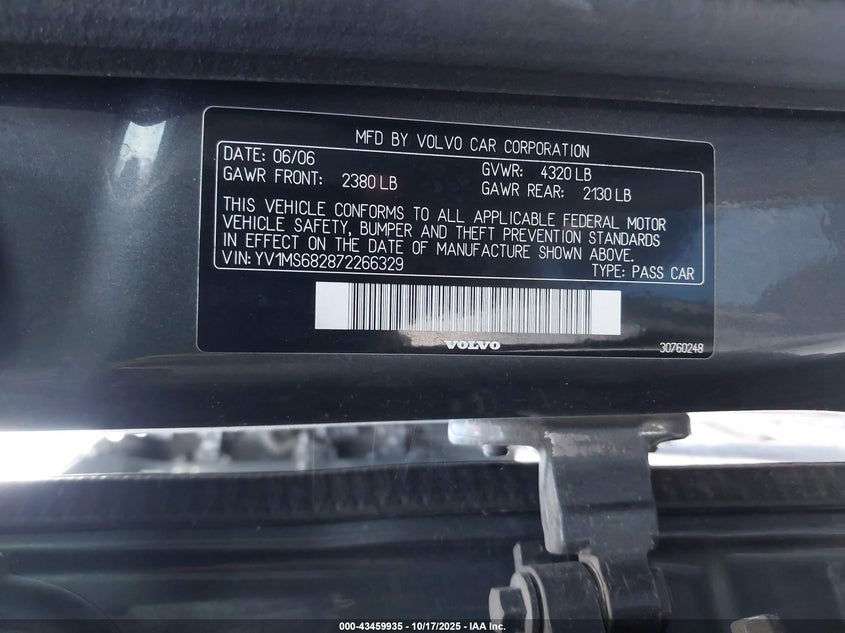 MFD BY VOLVO CAR CORPORATION
DATE: 06/06 GVWR: 4320 LB
GAWR FRONT: 2380 LB GAWR REAR: 2130 LB
THIS VEHICLE CONFORMS TO ALL APPLICABLE FEDERAL MOTOR
VEHICLE SAFETY, BUMPER AND THEFT PREVENTION STANDARDS
IN EFFECT ON THE DATE OF MANUFACTURE SHOWN ABOVE.
VIN: YV1MS682872266329 TYPE: PASS CAR
VOLVO 30760248
000-43459935 - 10/17/2025 - IAA Inc.